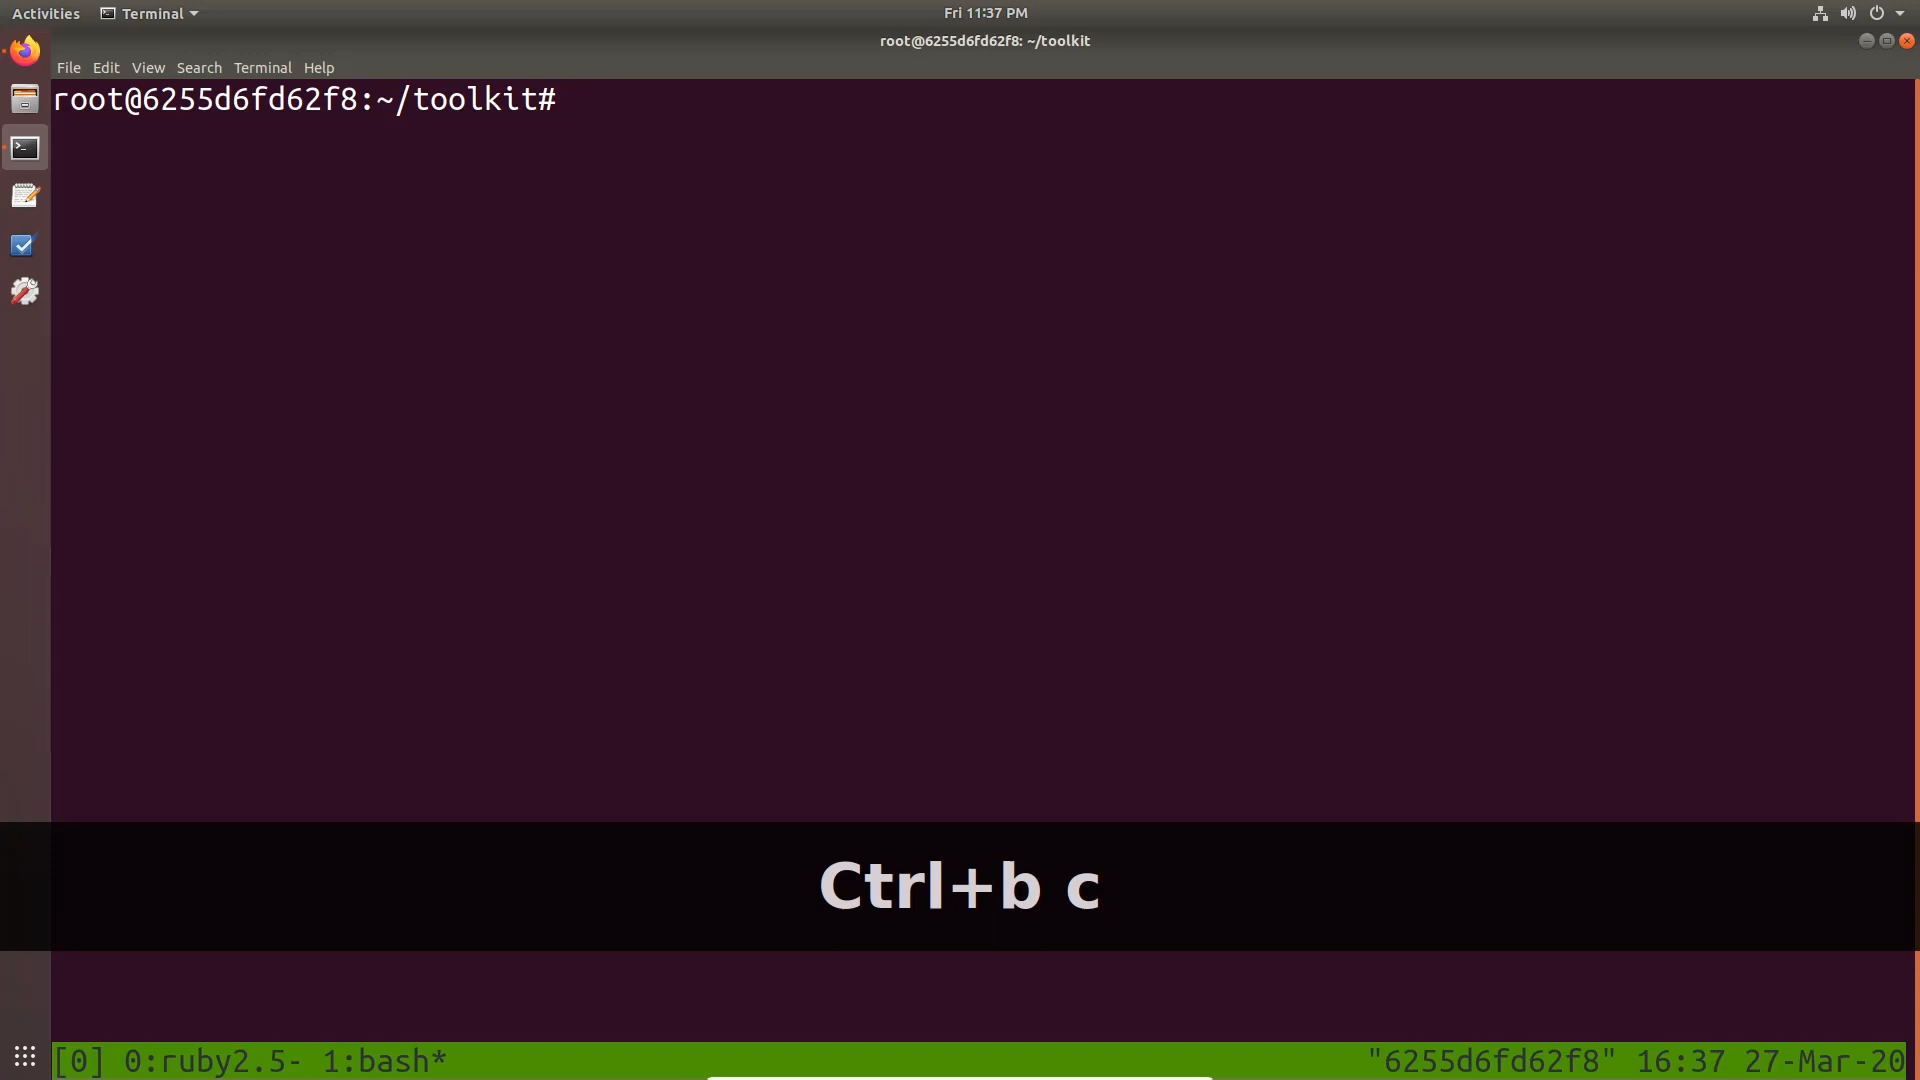 Activities Terminal Fri 11:37 PM
root@6255d6fd62f8: ~/toolkit
File Edit View Search Terminal Help
root@6255d6fd62f8:~/toolkit#
Ctrl+b c
[0] 0:ruby2.5- 1:bash* "6255d6fd62f8" 16:37 27-Mar-20